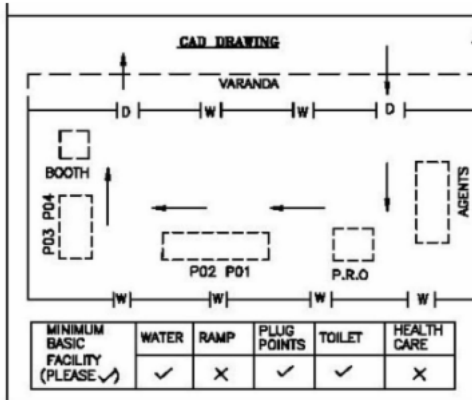 CAD DRAWING
VARANDA
D W W D
BOOTH
P03 P04
AGENTS
P02 P01
P.R.O
W W W W
MINIMUM BASIC FACILITY (PLEASE ✓) WATER RAMP PLUG POINTS TOILET HEALTH CARE
✓ X ✓ ✓ X